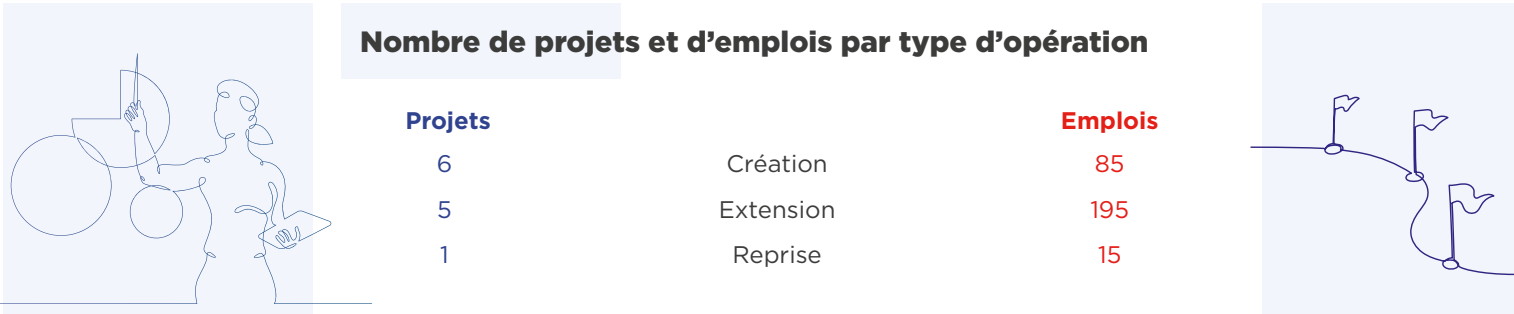 Nombre de projets et d’emplois par type d’opération
Projets Emplois
6 Création 85
5 Extension 195
1 Reprise 15